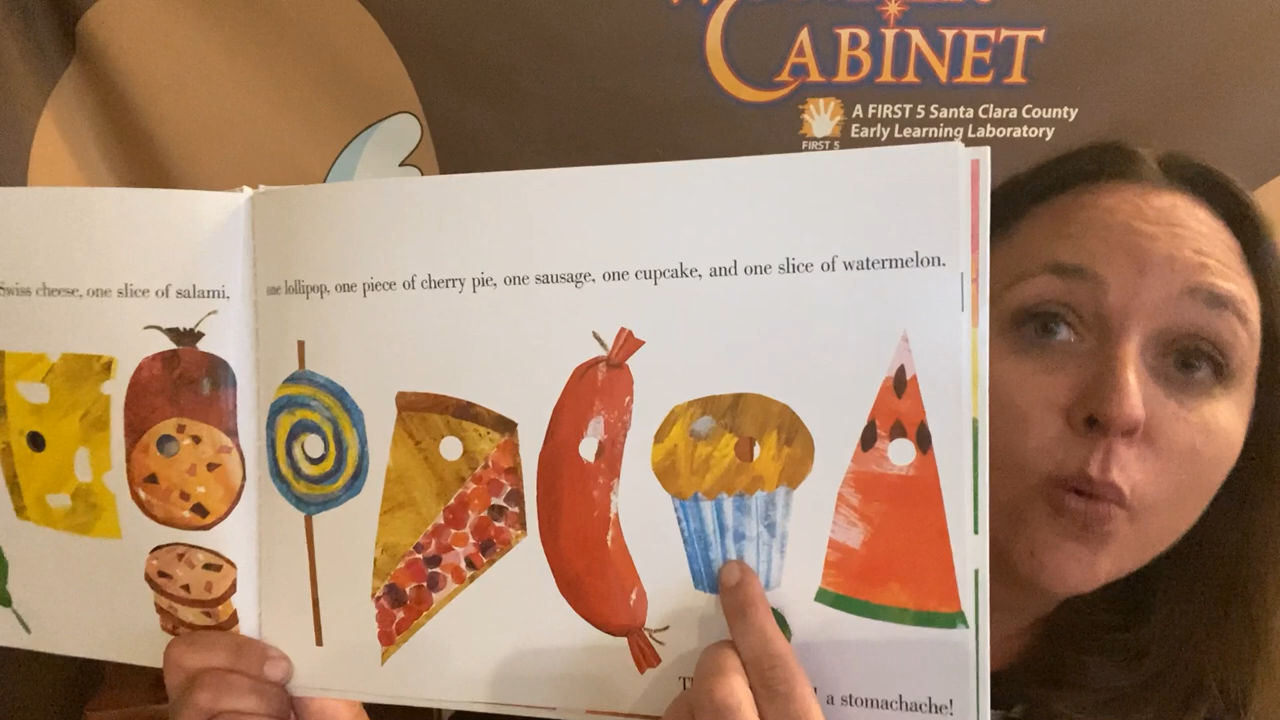 CABINET
A FIRST 5 Santa Clara County
Early Learning Laboratory
FIRST 5
Swiss cheese, one slice of salami,
one lollipop, one piece of cherry pie, one sausage, one cupcake, and one slice of watermelon.
a stomachache!